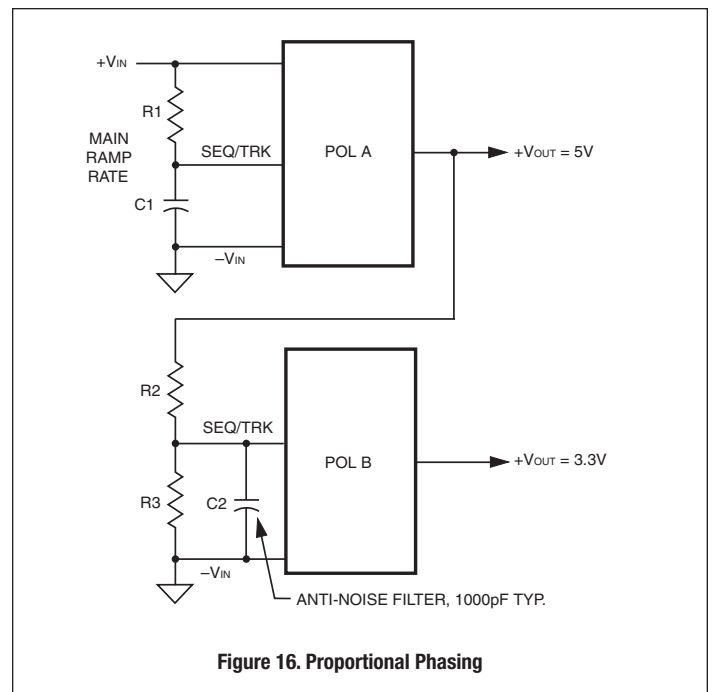 +VIN
R1
MAIN
RAMP
RATE
SEQ/TRK
POL A
+VOUT = 5V
C1
–VIN
R2
SEQ/TRK
POL B
+VOUT = 3.3V
R3
C2
–VIN
ANTI-NOISE FILTER, 1000pF TYP.
Figure 16. Proportional Phasing